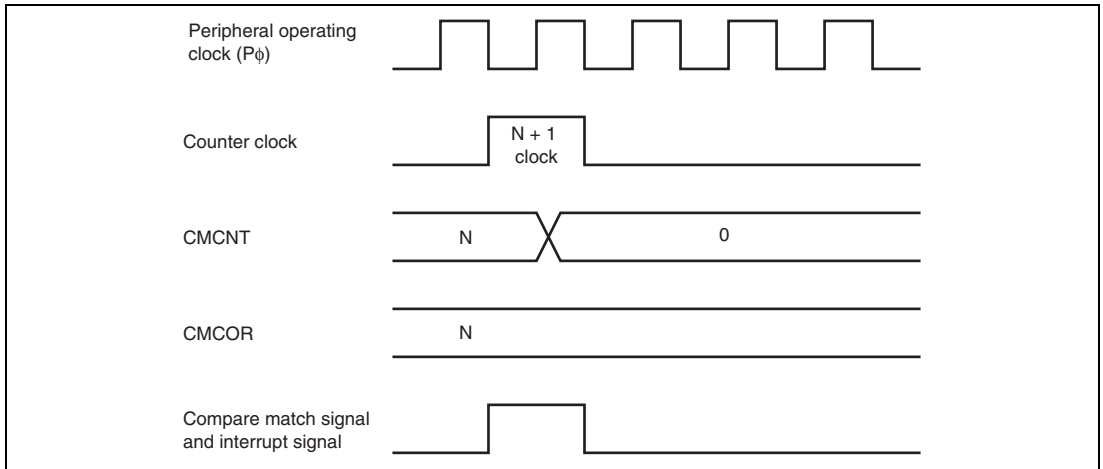 Peripheral operating
clock (Pϕ)
Counter clock
N + 1
clock
CMCNT
N
0
CMCOR
N
Compare match signal
and interrupt signal